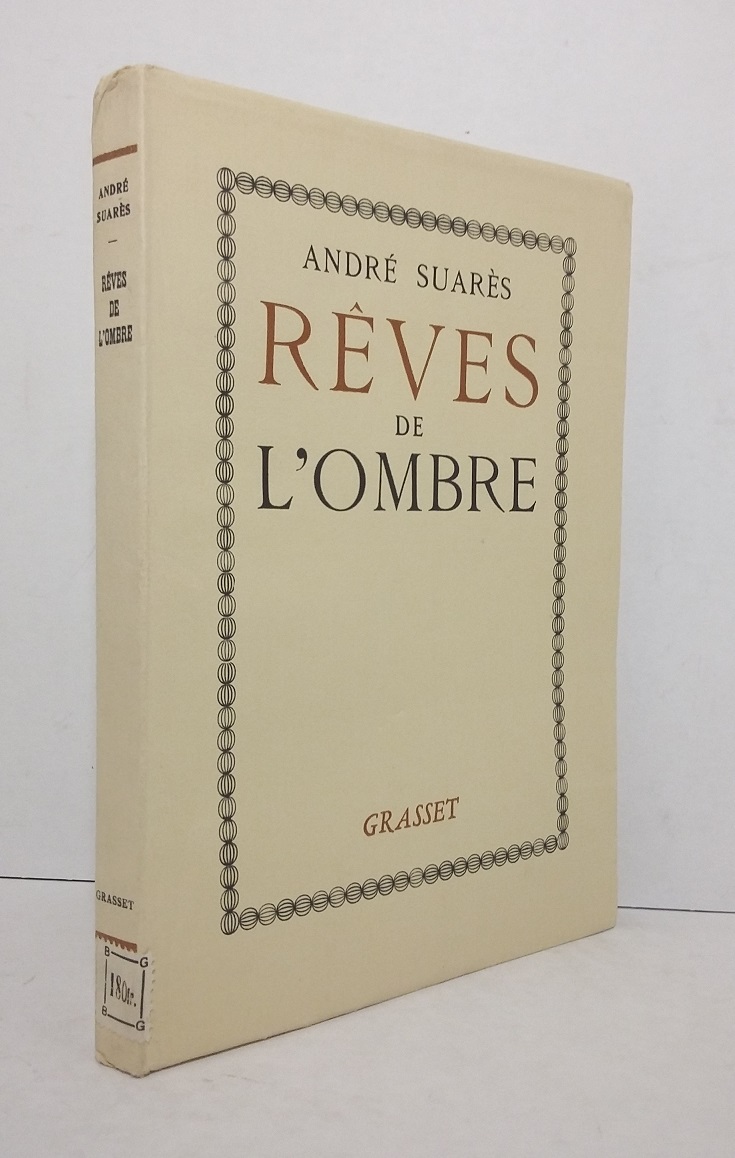 ANDRÉ
SUARÈS
—
RÊVES
DE
L'OMBRE
GRASSET
B G
180fr.
B G
ANDRÉ SUARÈS
RÊVES
DE
L'OMBRE
GRASSET